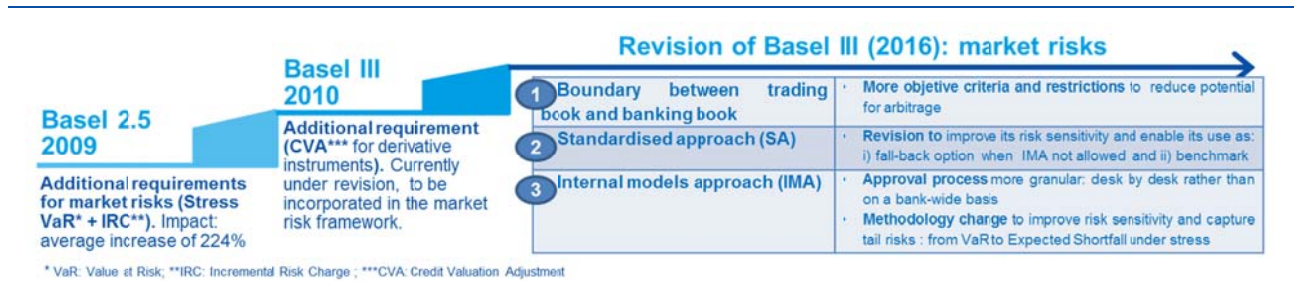 Revision of Basel III (2016): market risks
Basel III
2010
Basel 2.5
2009
Additional requirements
for market risks (Stress
VaR* + IRC**). Impact:
average increase of 224%
Additional requirement
(CVA*** for derivative
instruments). Currently
under revision, to be
incorporated in the market
risk framework.
1 Boundary between trading
book and banking book
· More objetive criteria and restrictions to reduce potential
for arbitrage
2 Standardised approach (SA)
· Revision to improve its risk sensitivity and enable its use as:
i) fall-back option when IMA not allowed and ii) benchmark
3 Internal models approach (IMA)
· Approval process more granular: desk by desk rather than
on a bank-wide basis
· Methodology charge to improve risk sensitivity and capture
tail risks : from VaR to Expected Shortfall under stress
* VaR: Value at Risk; **IRC: Incremental Risk Charge ; ***CVA: Credit Valuation Adjustment